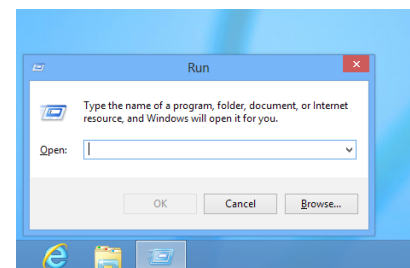 Run
Type the name of a program, folder, document, or Internet
resource, and Windows will open it for you.
Open:
OK Cancel Browse...